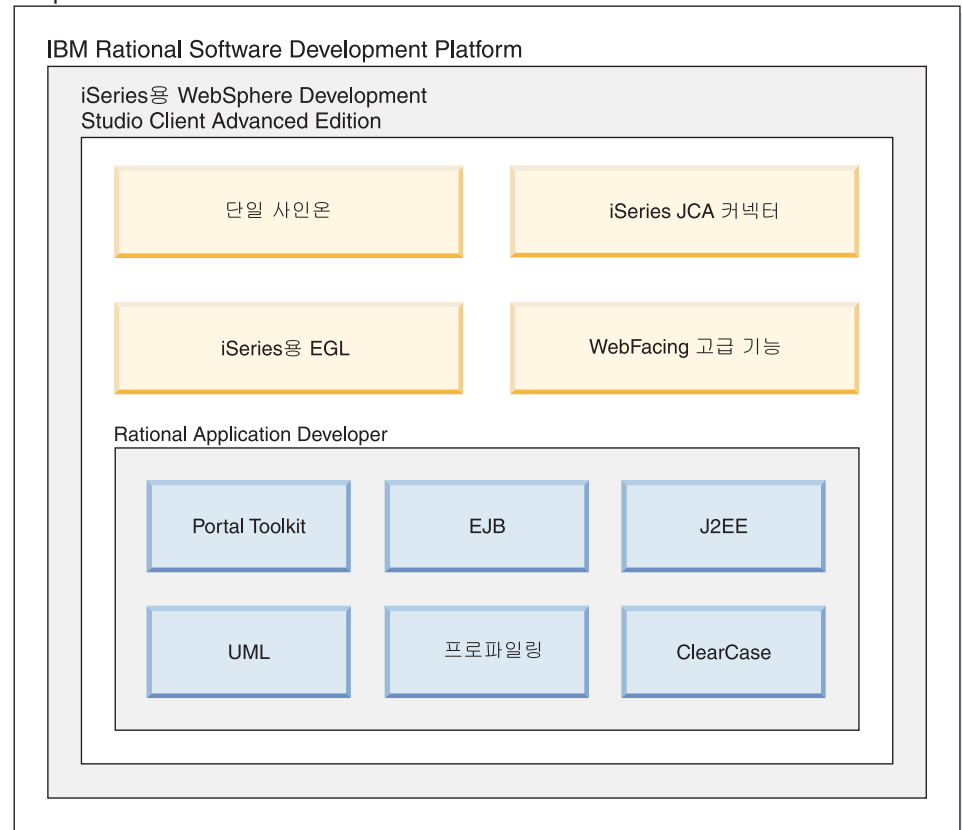 IBM Rational Software Development Platform
iSeries용 WebSphere Development
Studio Client Advanced Edition
단일 사인온
iSeries JCA 커넥터
iSeries용 EGL
WebFacing 고급 기능
Rational Application Developer
Portal Toolkit
EJB
J2EE
UML
프로파일링
ClearCase